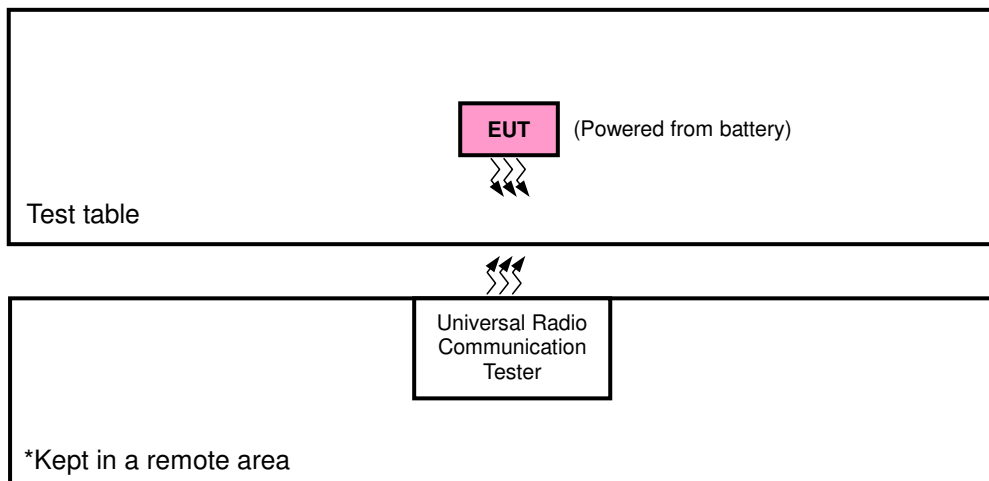 EUT
(Powered from battery)
Test table
Universal Radio
Communication
Tester
*Kept in a remote area